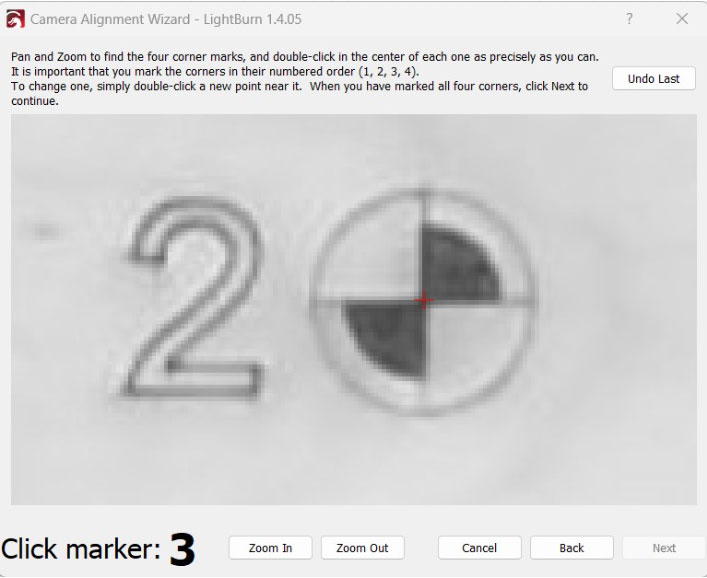 Camera Alignment Wizard - LightBurn 1.4.05
Pan and Zoom to find the four corner marks, and double-click in the center of each one as precisely as you can.
It is important that you mark the corners in their numbered order (1, 2, 3, 4).
To change one, simply double-click a new point near it.  When you have marked all four corners, click Next to
continue.
Undo Last
2
Click marker: 3
Zoom In
Zoom Out
Cancel
Back
Next